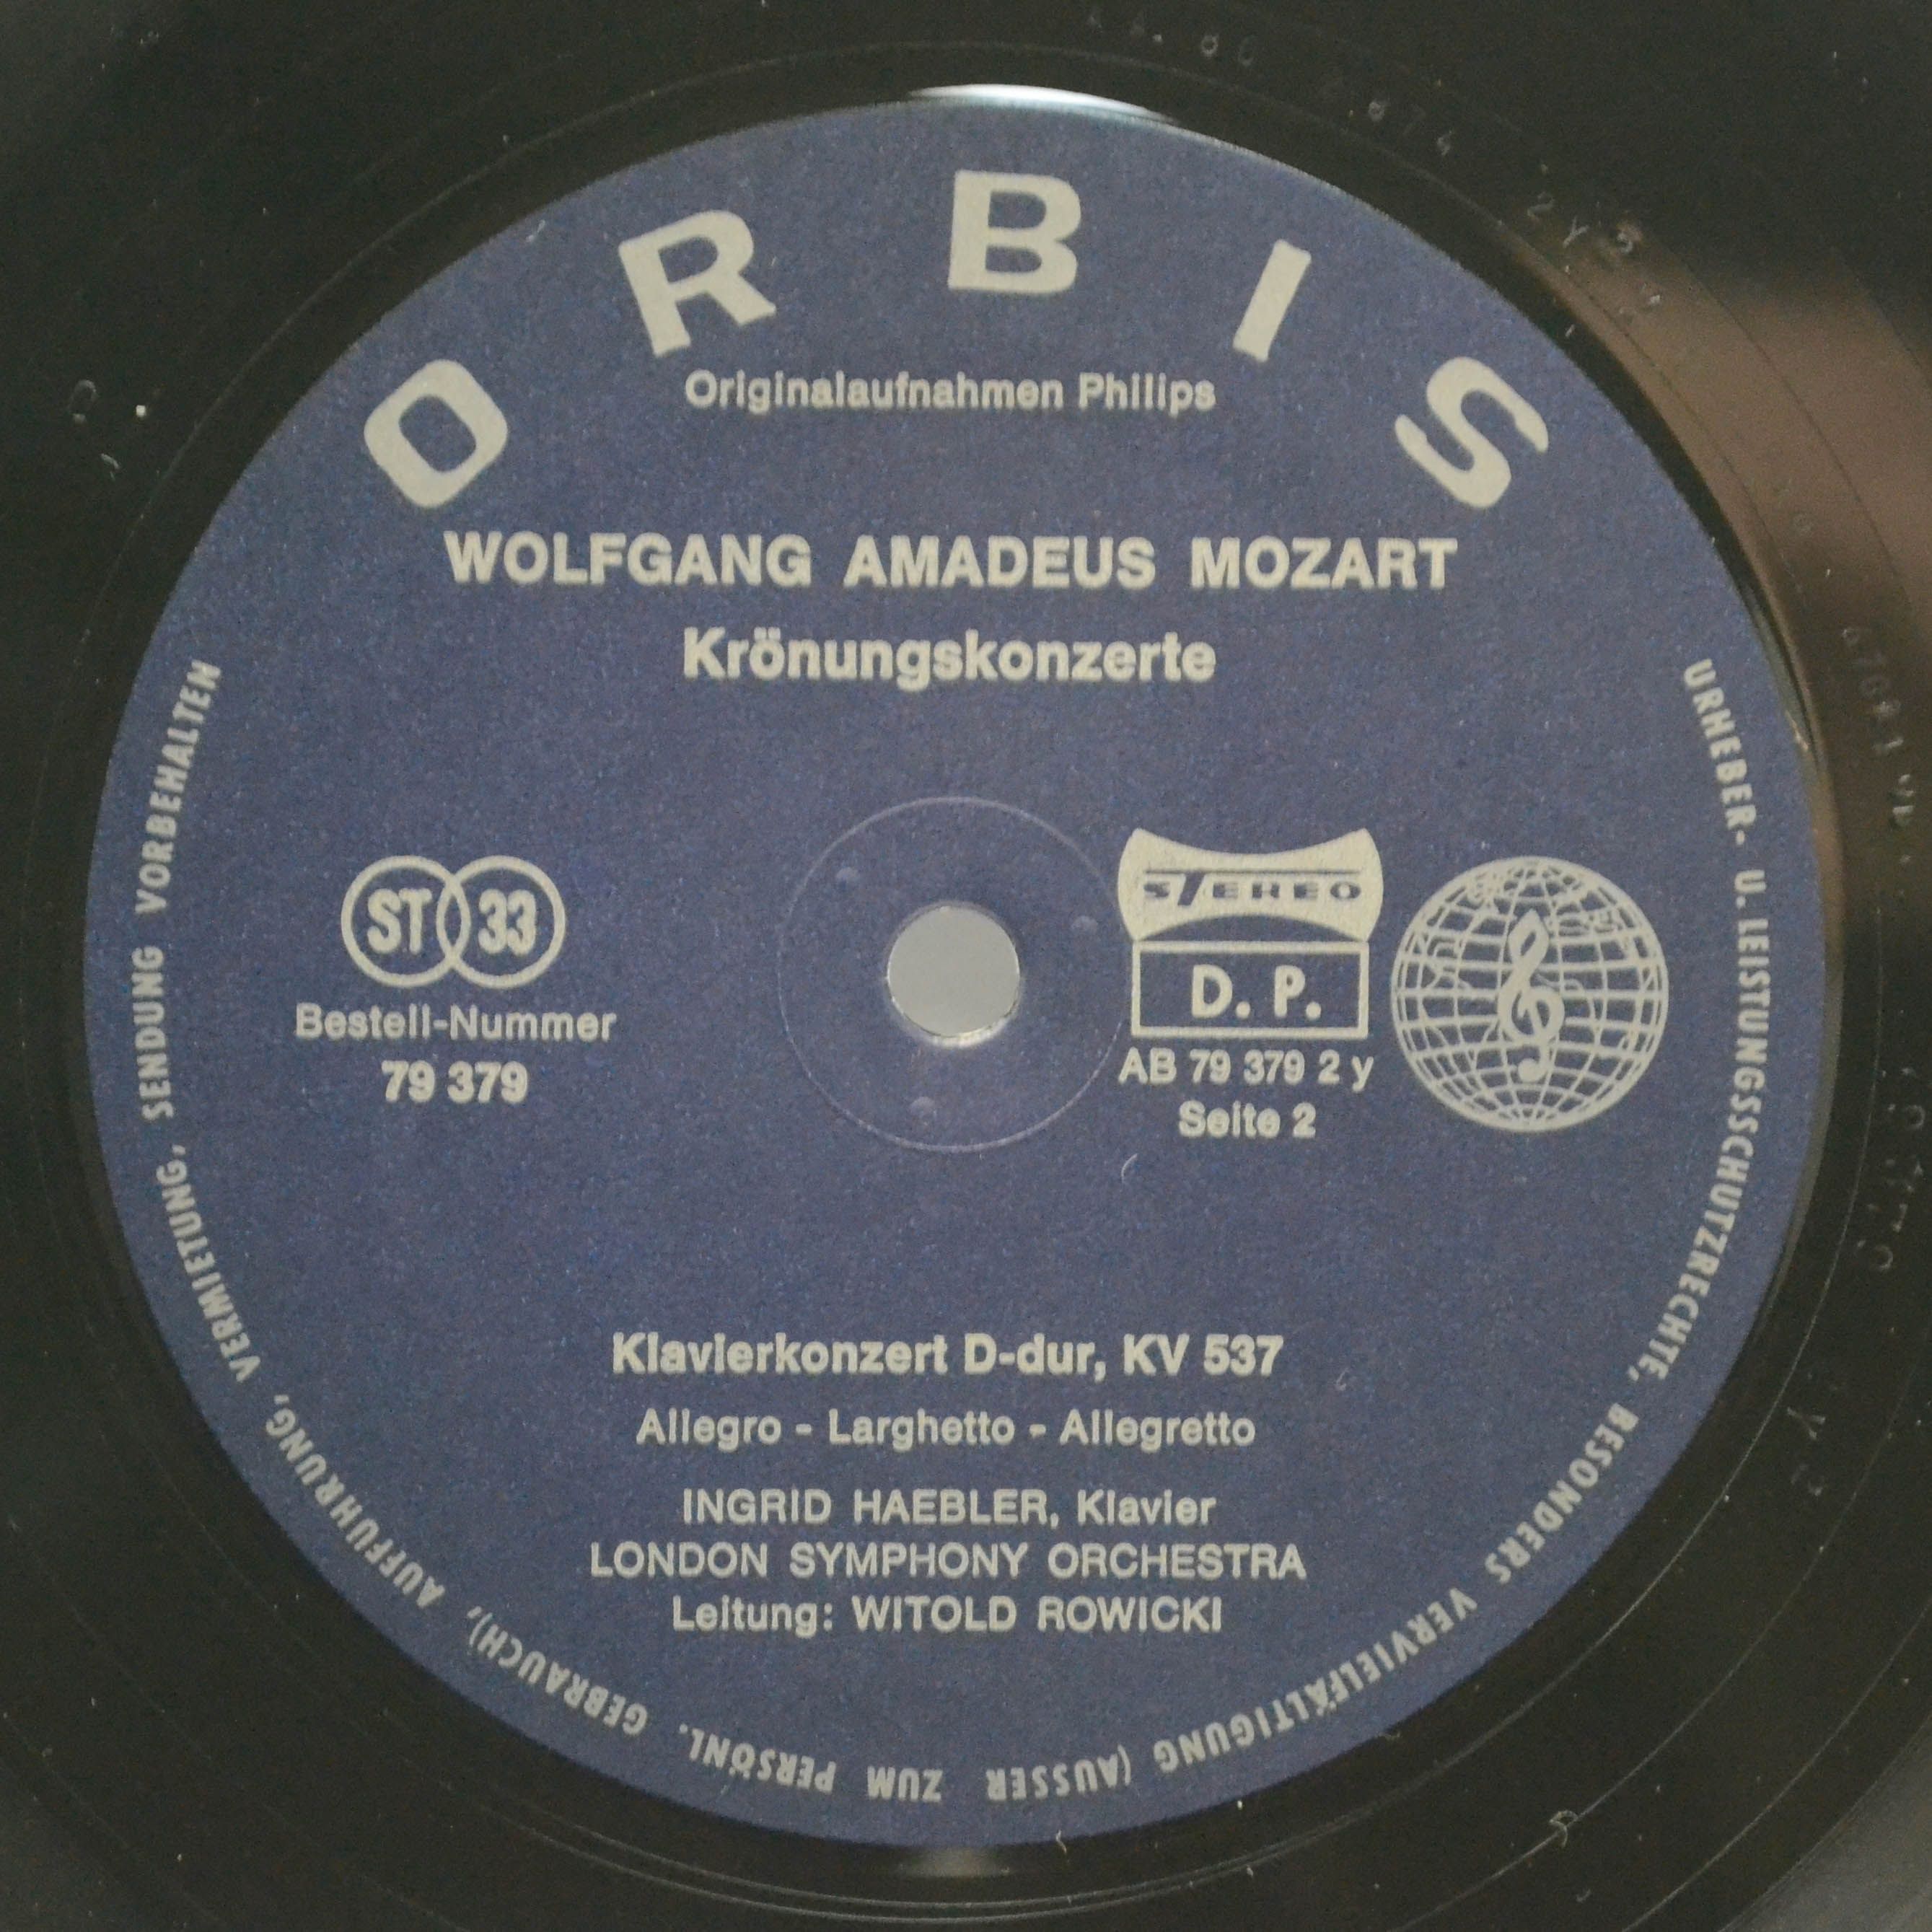 ORBIS
Originalaufnahmen Philips
WOLFGANG AMADEUS MOZART
Krönungskonzerte
ST 33
Bestell-Nummer
79 379
STEREO
D. P.
AB 79 379 2 y
Seite 2
Klavierkonzert D-dur, KV 537
Allegro - Larghetto - Allegretto
INGRID HAEBLER, Klavier
LONDON SYMPHONY ORCHESTRA
Leitung: WITOLD ROWICKI
URHEBER- U. LEISTUNGSSCHUTZRECHTE, BESONDERS VERVIELFÄLTIGUNG (AUSSER ZUM PERSÖNL. GEBRAUCH), AUFFÜHRUNG, VERMIETUNG, SENDUNG VORBEHALTEN